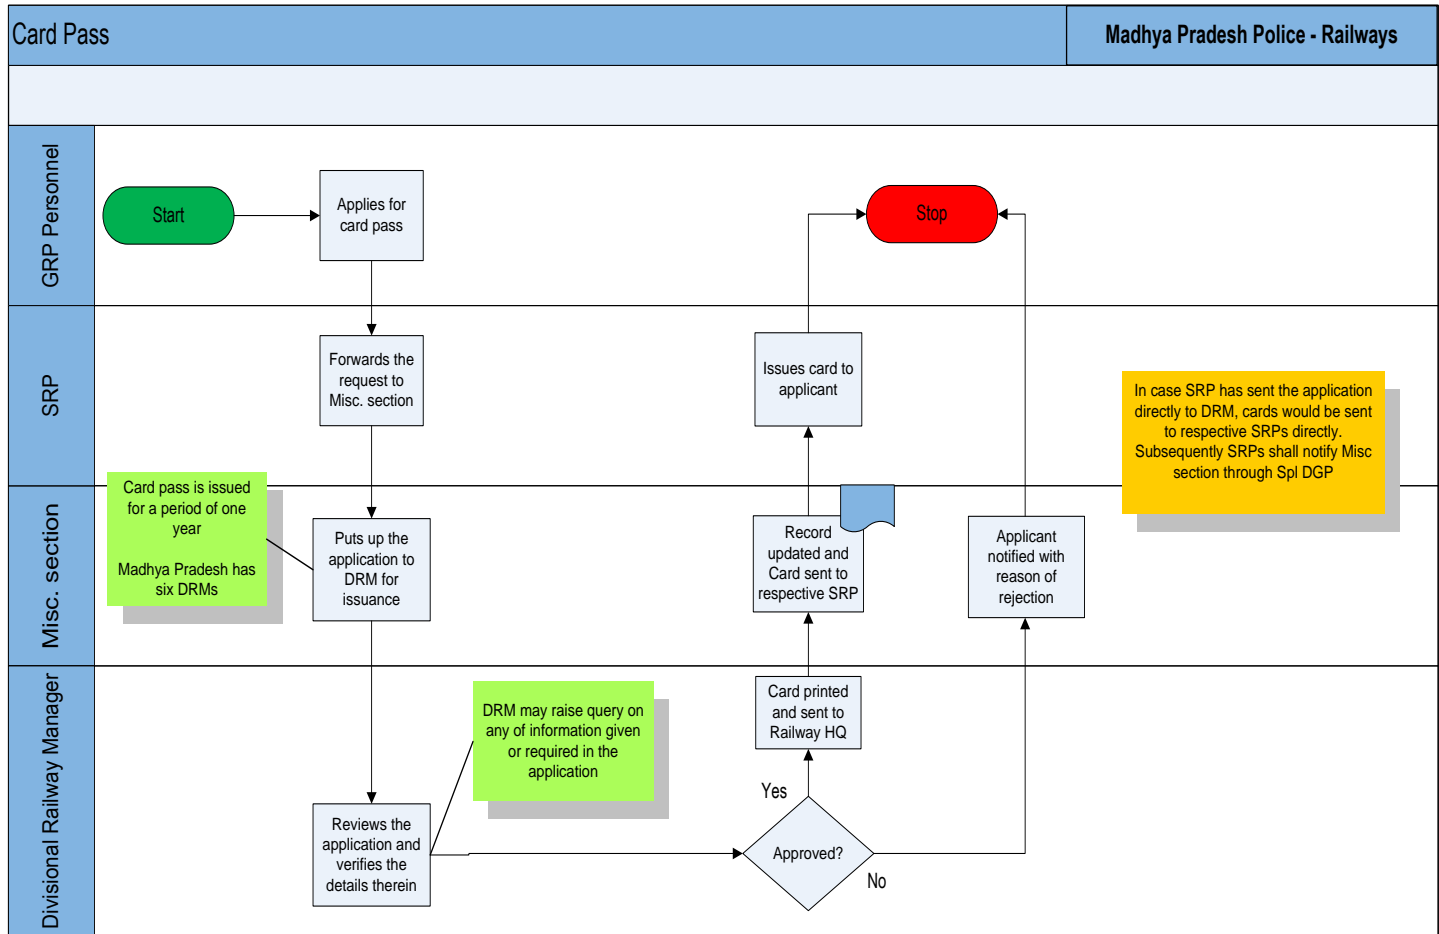 Card Pass
Madhya Pradesh Police - Railways
GRP Personnel
Start
Applies for
card pass
Stop
SRP
Forwards the
request to
Misc. section
Issues card to
applicant
In case SRP has sent the application
directly to DRM, cards would be sent
to respective SRPs directly.
Subsequently SRPs shall notify Misc
section through Spl DGP
Misc. section
Card pass is issued
for a period of one
year
Madhya Pradesh has
six DRMs
Puts up the
application to
DRM for
issuance
Record
updated and
Card sent to
respective SRP
Applicant
notified with
reason of
rejection
Divisional Railway Manager
DRM may raise query on
any of information given
or required in the
application
Card printed
and sent to
Railway HQ
Yes
Reviews the
application and
verifies the
details therein
Approved?
No